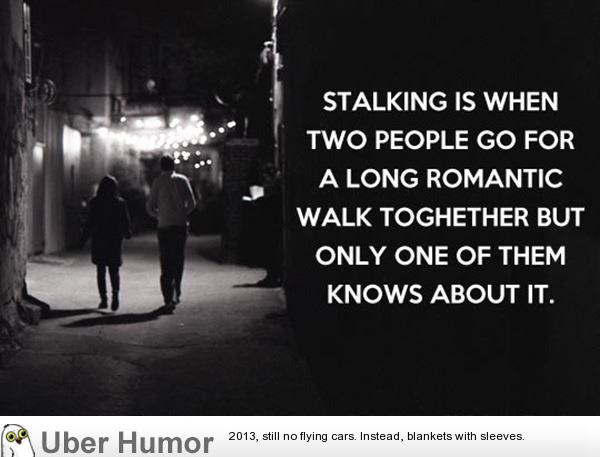 STALKING IS WHEN
TWO PEOPLE GO FOR
A LONG ROMANTIC
WALK TOGHETHER BUT
ONLY ONE OF THEM
KNOWS ABOUT IT.
Uber Humor
2013, still no flying cars. Instead, blankets with sleeves.